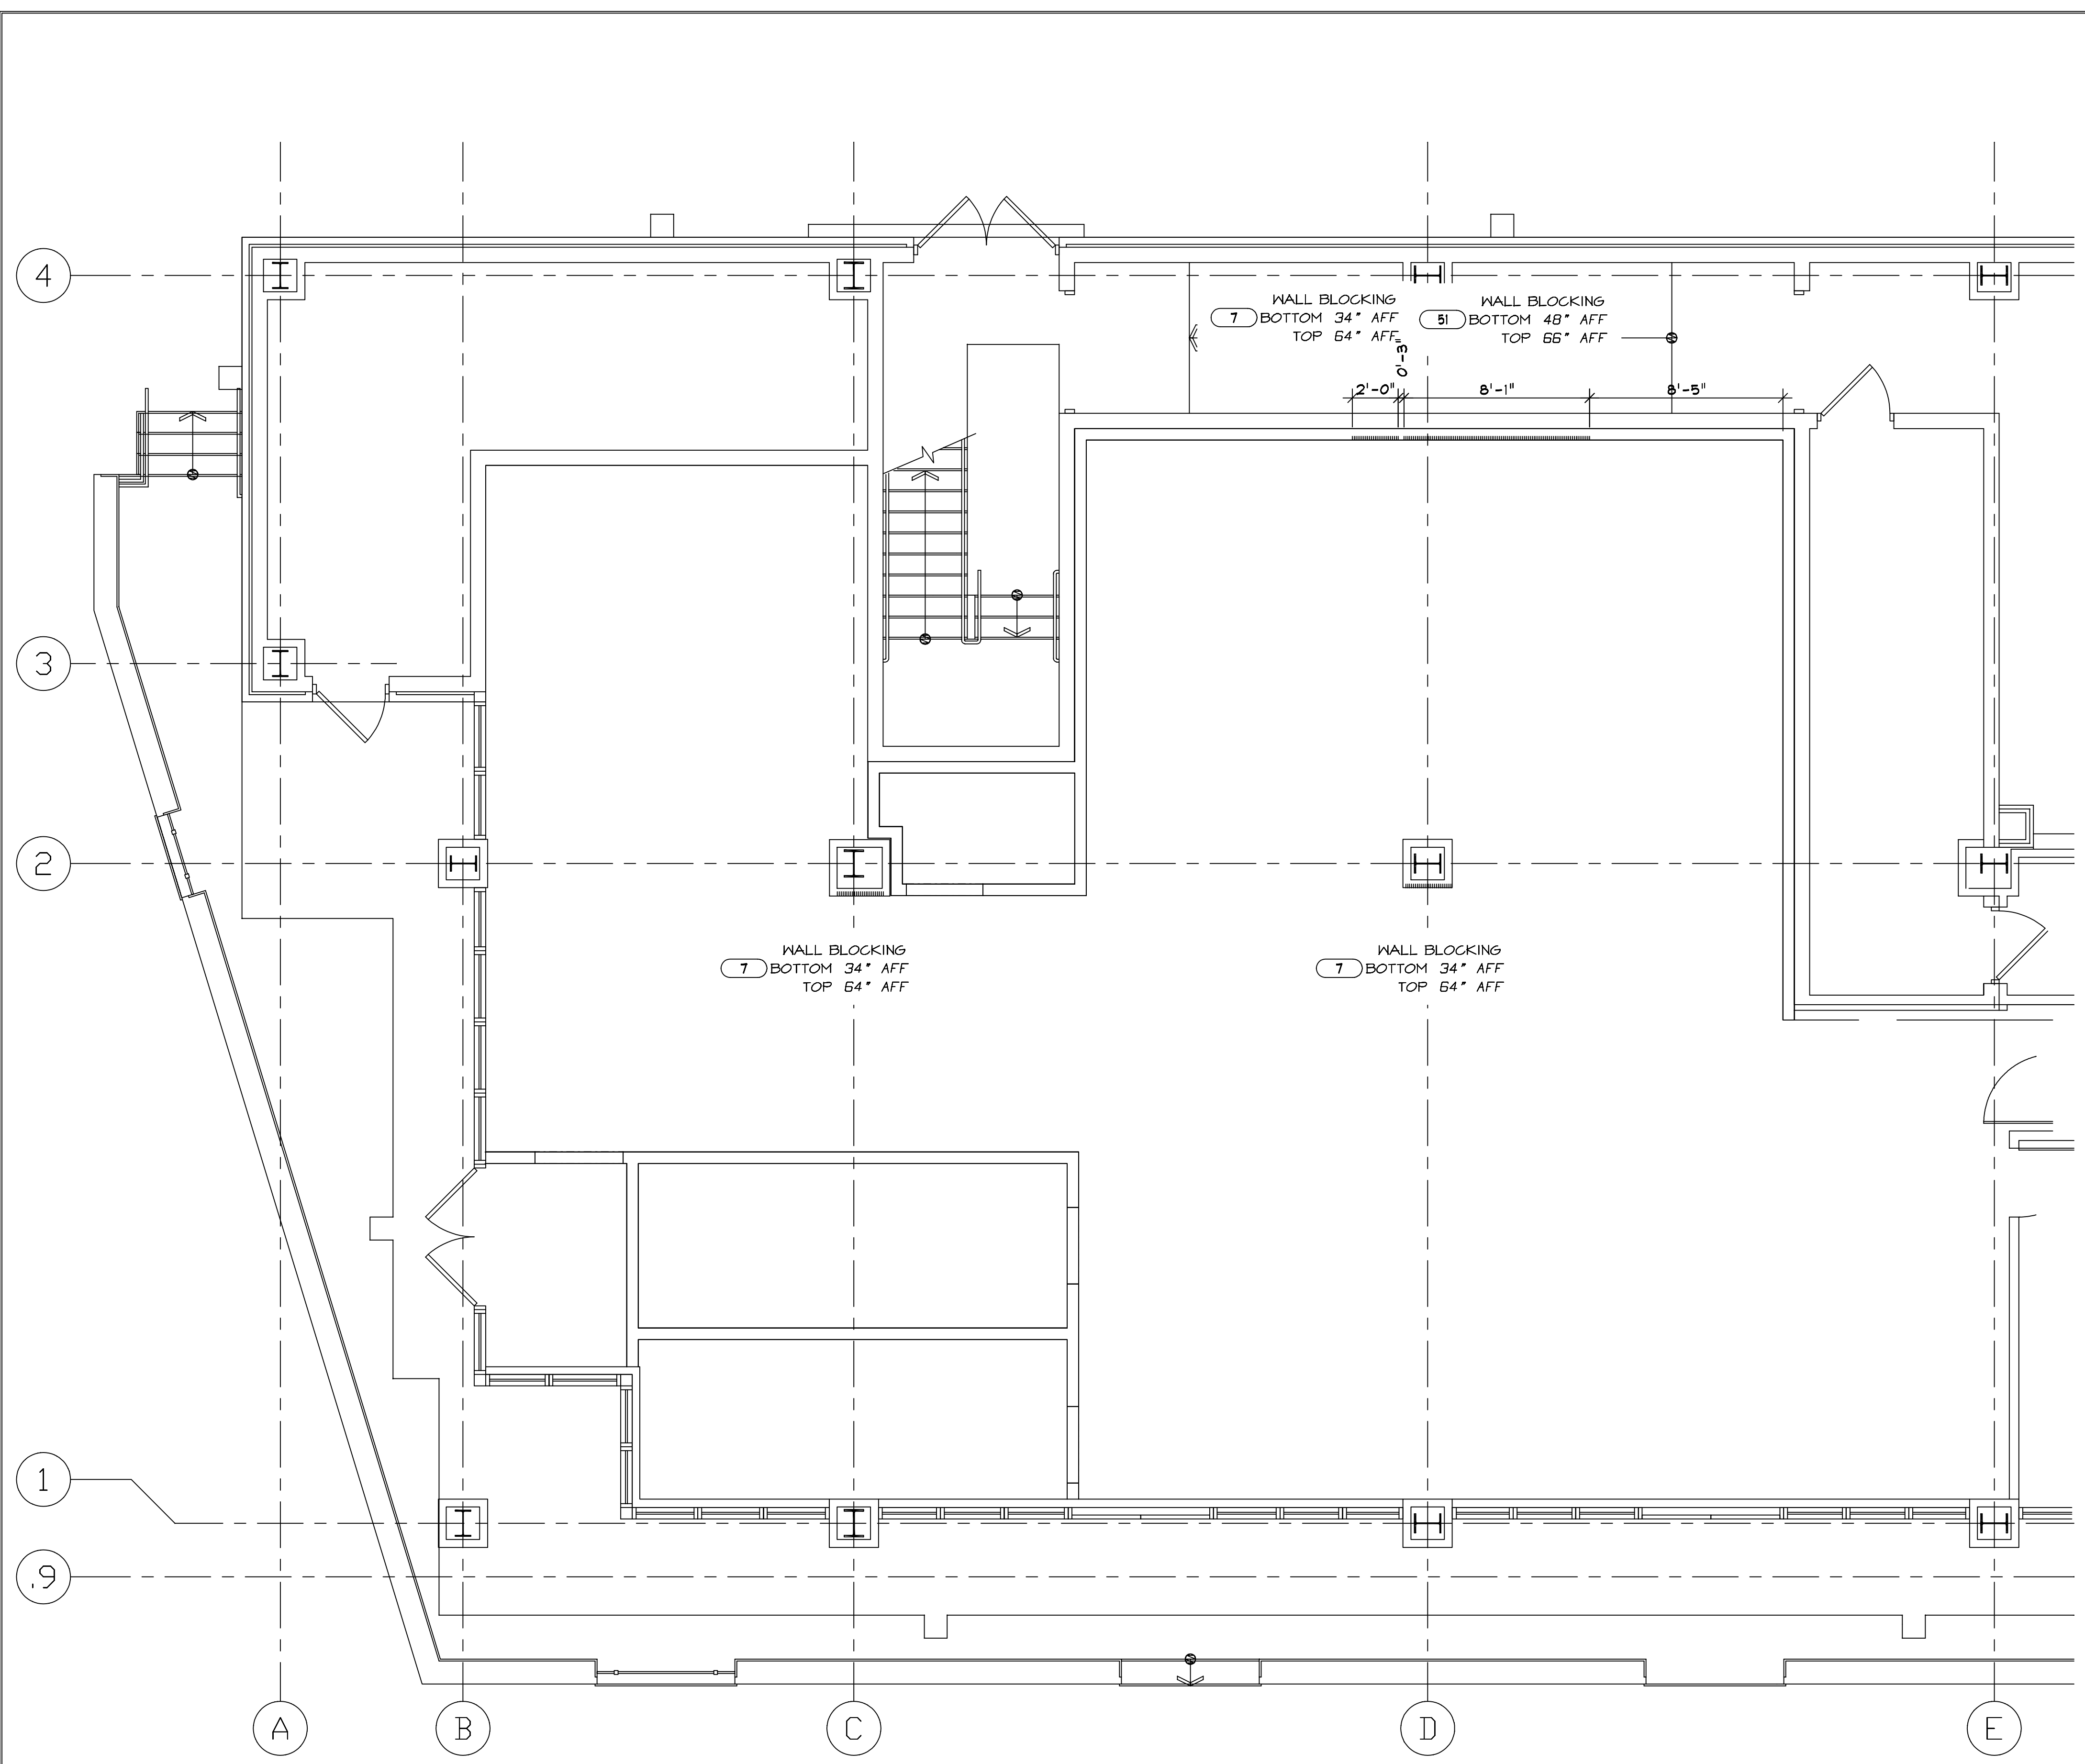 4
WALL BLOCKING
7 BOTTOM 34" AFF
TOP 64" AFF
WALL BLOCKING
51 BOTTOM 48" AFF
TOP 66" AFF
0'-3"
2'-0"
8'-1"
8'-5"
3
2
WALL BLOCKING
7 BOTTOM 34" AFF
TOP 64" AFF
WALL BLOCKING
7 BOTTOM 34" AFF
TOP 64" AFF
1
.9
A
B
C
D
E